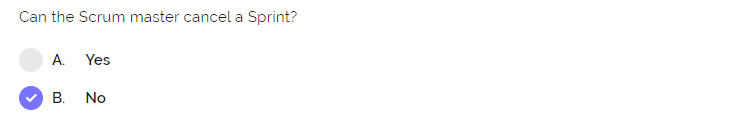 Can the Scrum master cancel a Sprint?
A. Yes
B. No